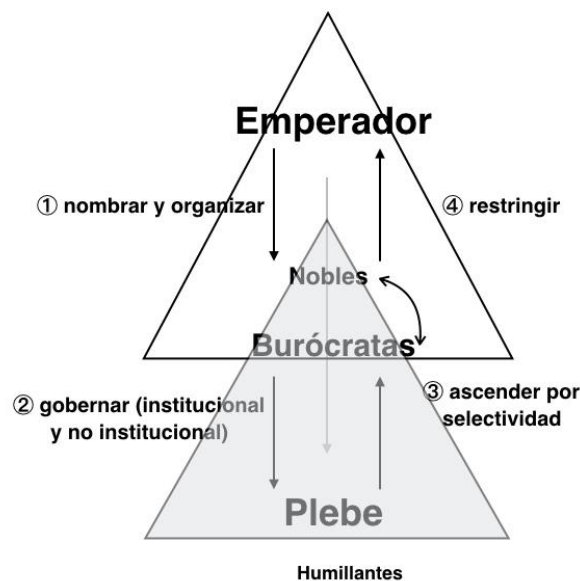 Emperador
① nombrar y organizar
④ restringir
Nobles
Burócratas
② gobernar (institucional
y no institucional)
③ ascender por
selectividad
Plebe
Humillantes